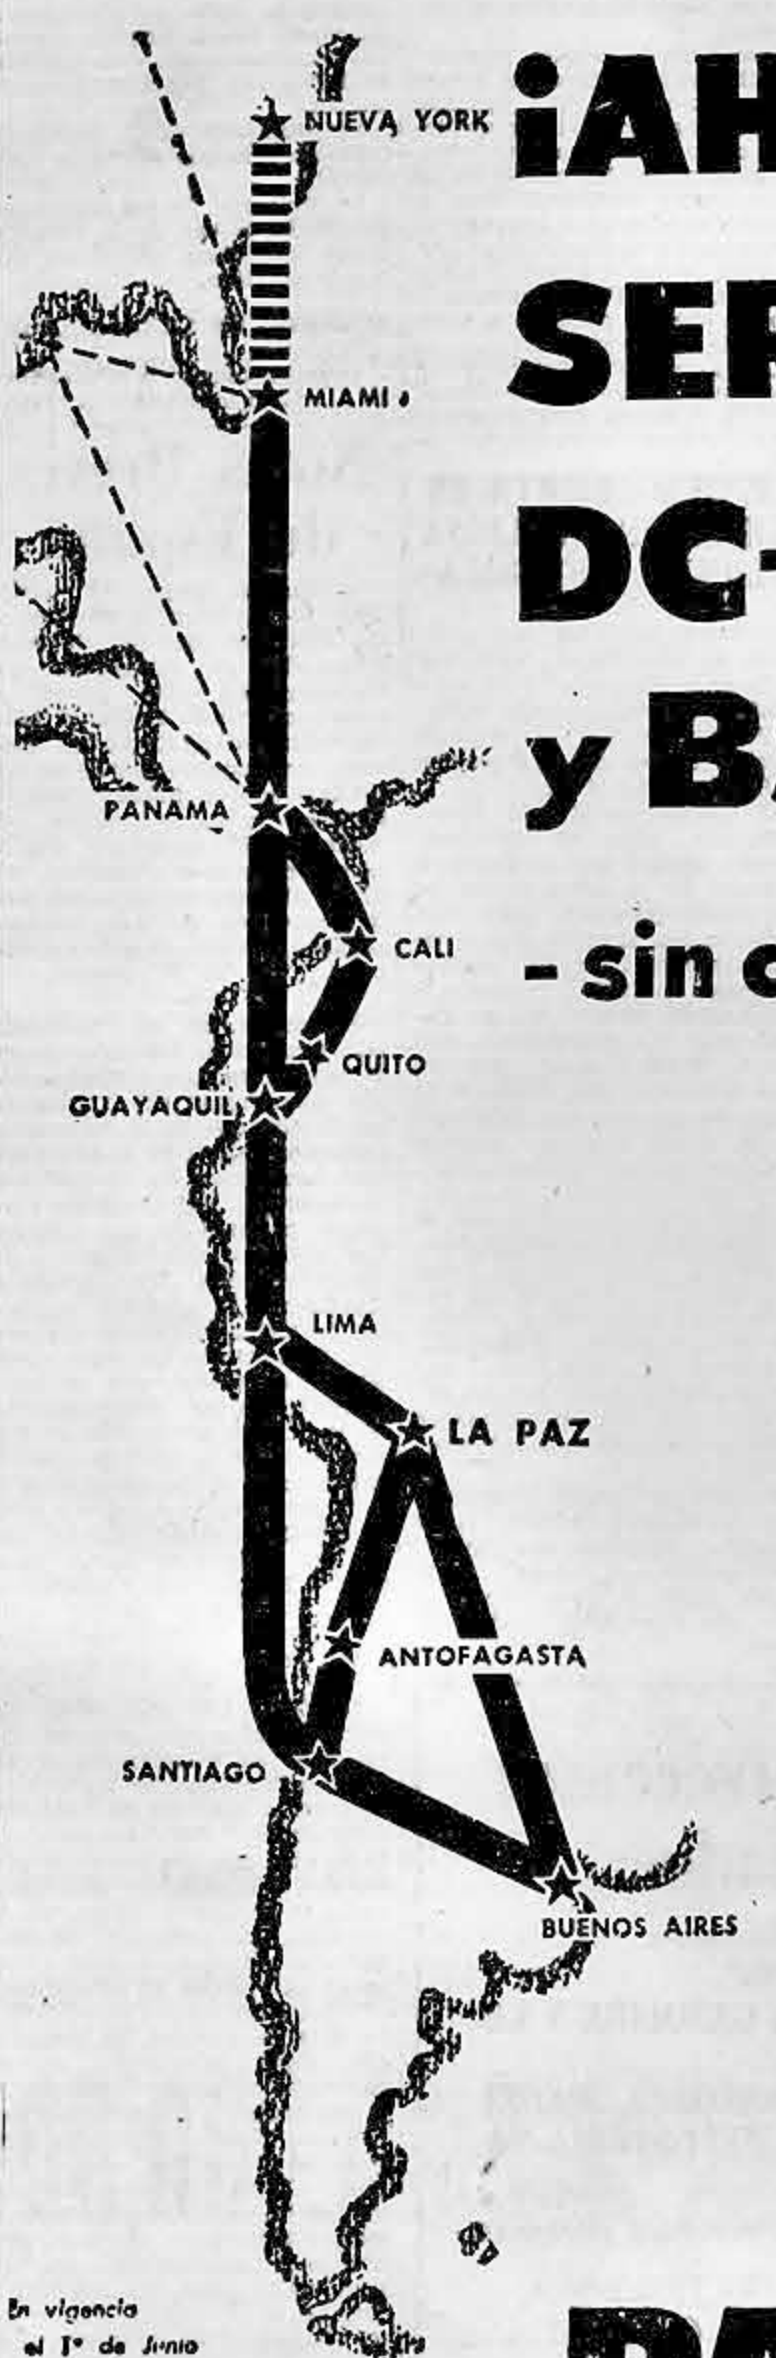 NUEVA YORK
MIAMI
PANAMA
CALI
QUITO
GUAYAQUIL
LIMA
LA PAZ
ANTOFAGASTA
SANTIAGO
BUENOS AIRES
¡AH
SER
DC-
y BA
- sin c
En vigencia
el 1º de Junio